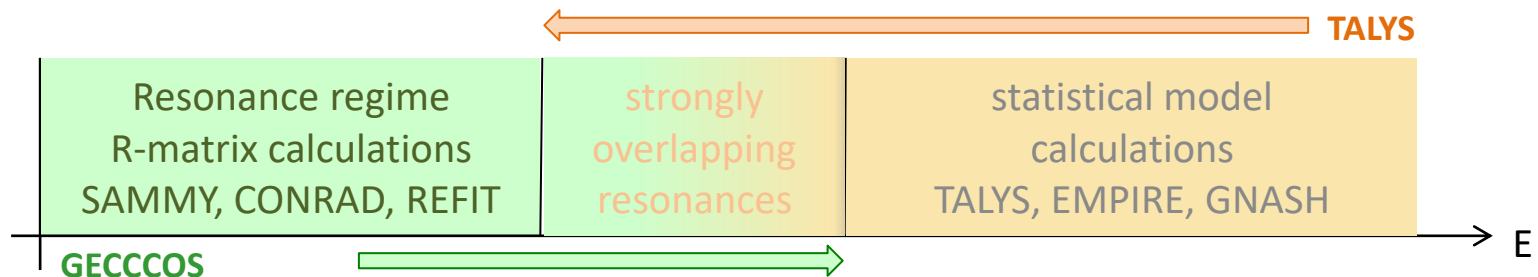 TALYS
Resonance regime
R-matrix calculations
SAMMY, CONRAD, REFIT
strongly
overlapping
resonances
statistical model
calculations
TALYS, EMPIRE, GNASH
E
GECCCOS